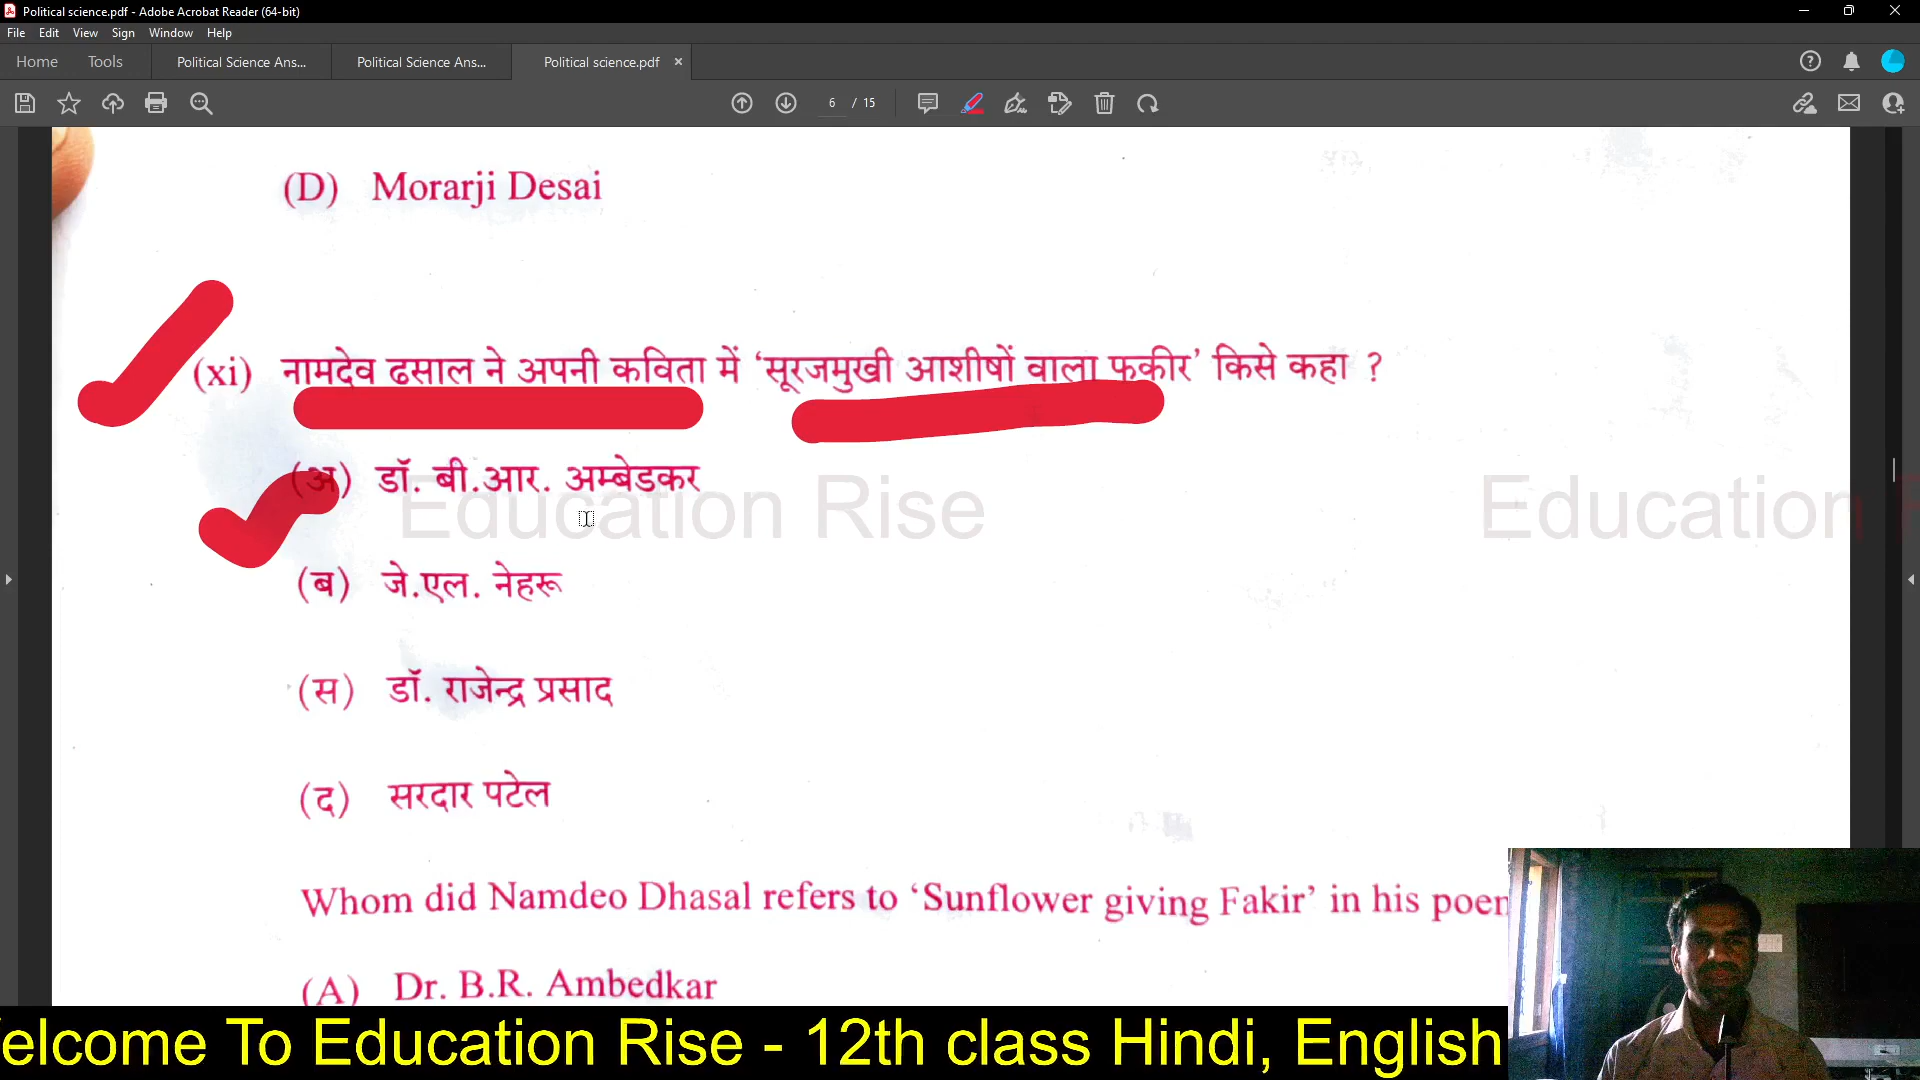 Political science.pdf - Adobe Acrobat Reader (64-bit)
File Edit View Sign Window Help
Home Tools Political Science Ans... Political Science Ans... Political science.pdf ×
6 / 15
(D) Morarji Desai
(xi) नामदेव ढसाल ने अपनी कविता में ‘सूरजमुखी आशीषों वाला फकीर’ किसे कहा ?
(अ) डॉ. बी.आर. अम्बेडकर
Education Rise Education
(ब) जे.एल. नेहरू
(स) डॉ. राजेन्द्र प्रसाद
(द) सरदार पटेल
Whom did Namdeo Dhasal refers to ‘Sunflower giving Fakir’ in his poem
(A) Dr. B.R. Ambedkar
elcome To Education Rise - 12th class Hindi, English